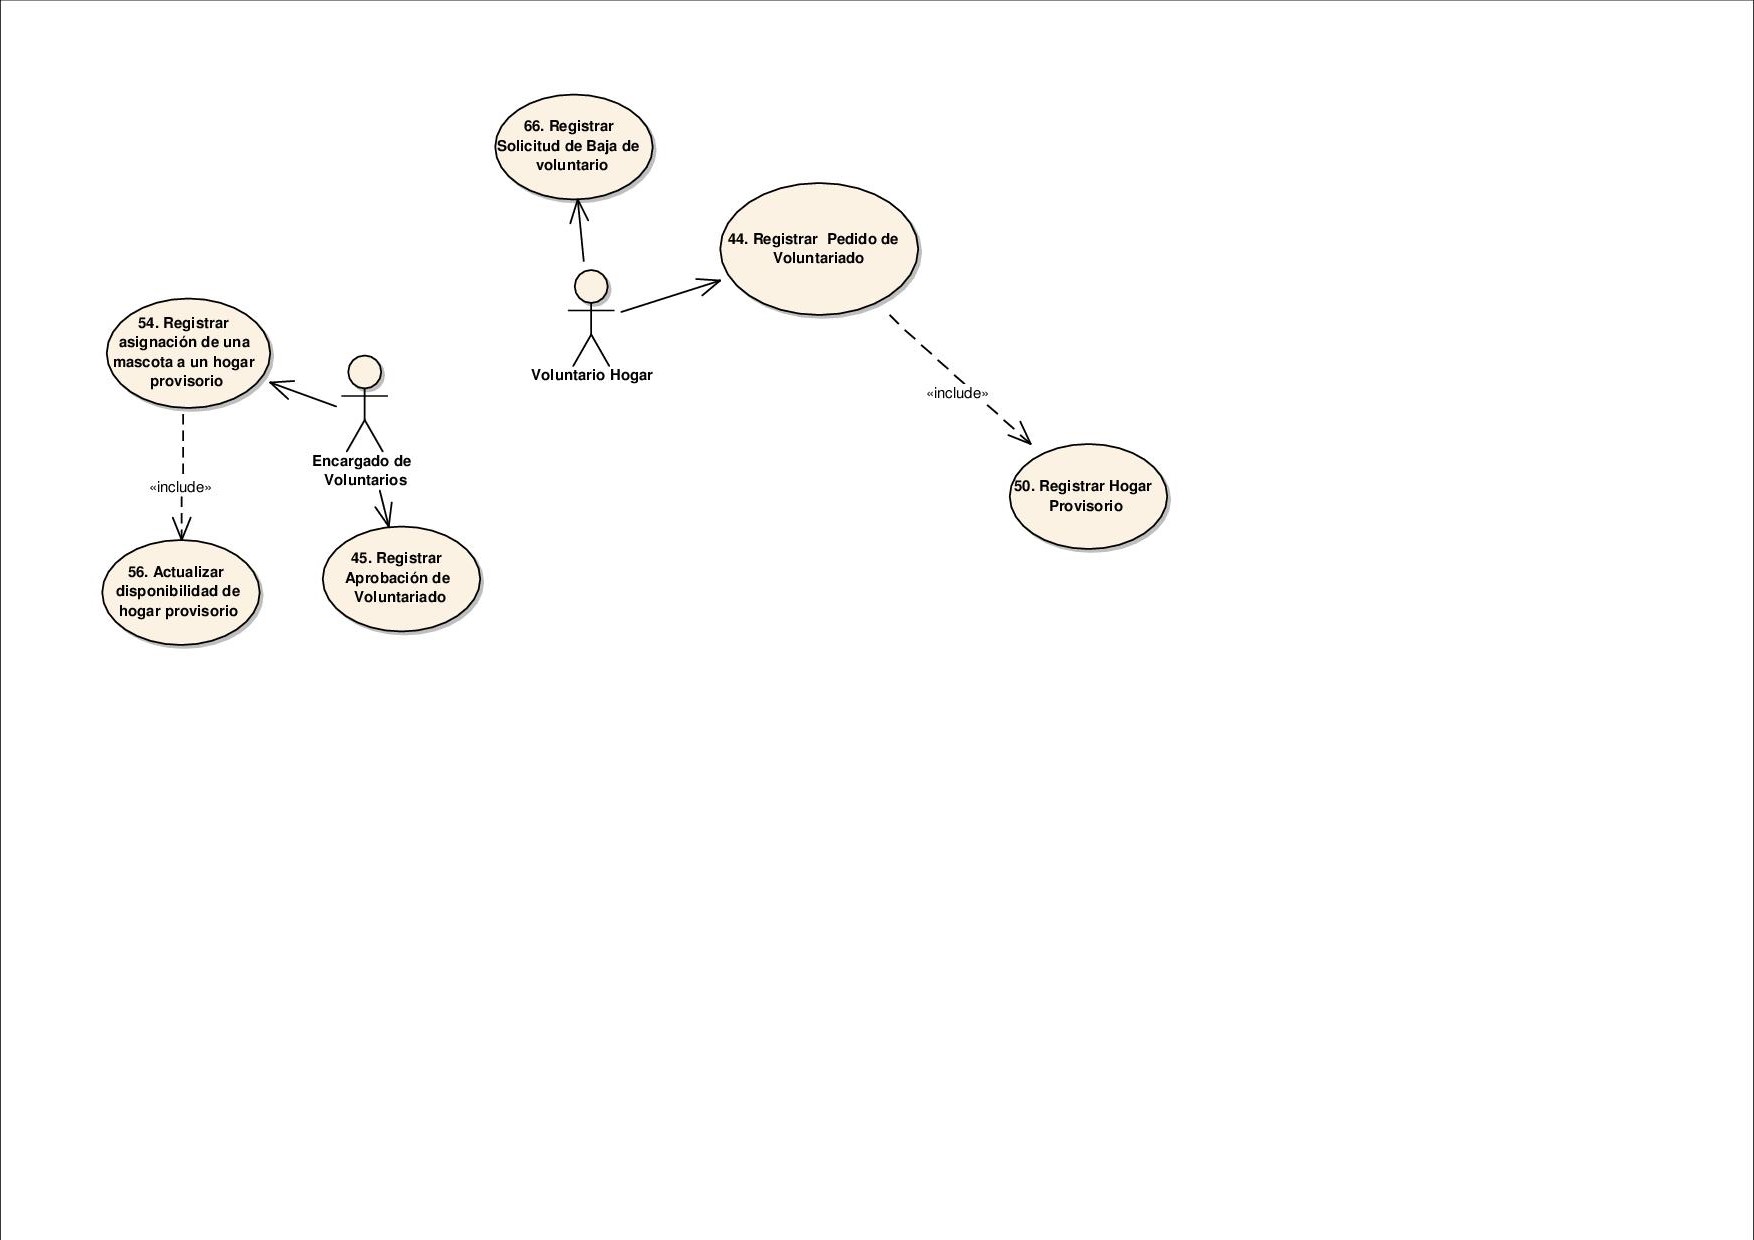 66. Registrar
Solicitud de Baja de
voluntario
44. Registrar  Pedido de
Voluntariado
Voluntario Hogar
«include»
50. Registrar Hogar
Provisorio
54. Registrar
asignación de una
mascota a un hogar
provisorio
Encargado de
Voluntarios
«include»
56. Actualizar
disponibilidad de
hogar provisorio
45. Registrar
Aprobación de
Voluntariado